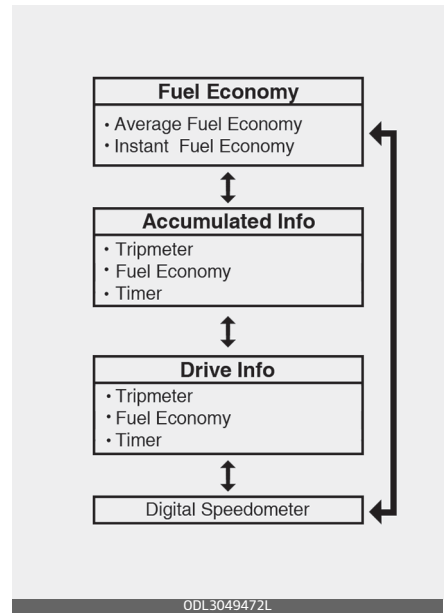 Fuel Economy
• Average Fuel Economy
• Instant Fuel Economy
Accumulated Info
• Tripmeter
• Fuel Economy
• Timer
Drive Info
• Tripmeter
• Fuel Economy
• Timer
Digital Speedometer
ODL3049472L